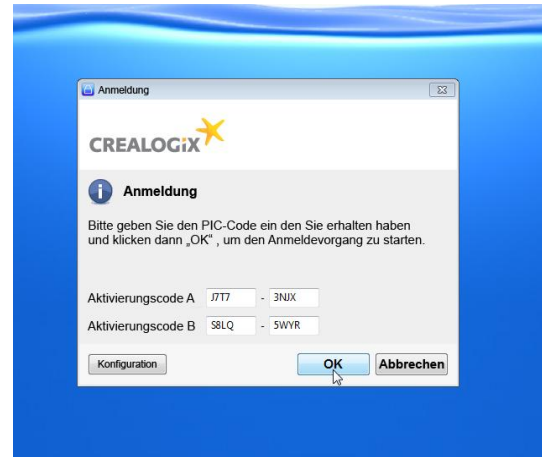 Anmeldung
CREALOGiX
Anmeldung
Bitte geben Sie den PIC-Code ein den Sie erhalten haben
und klicken dann „OK“ , um den Anmeldevorgang zu starten.
Aktivierungscode A J7T7 - 3NJX
Aktivierungscode B S8LQ - 5WYR
Konfiguration OK Abbrechen